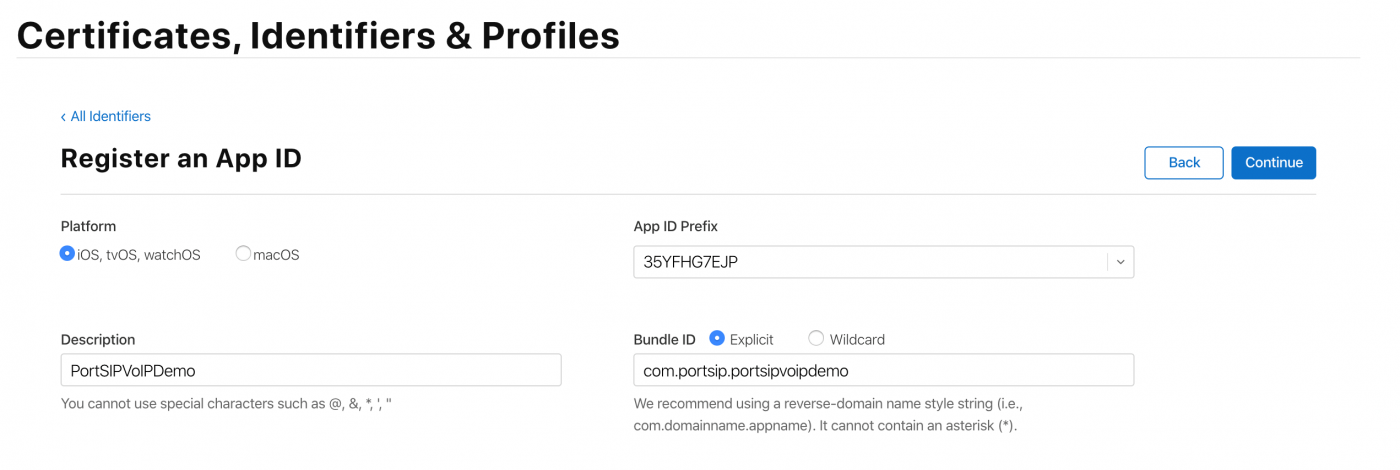 Certificates, Identifiers & Profiles
‹ All Identifiers
Register an App ID
Back
Continue
Platform
iOS, tvOS, watchOS
macOS
App ID Prefix
35YFHG7EJP
Description
PortSIPVoIPDemo
You cannot use special characters such as @, &, *, ', "
Bundle ID
Explicit
Wildcard
com.portsip.portsipvoipdemo
We recommend using a reverse-domain name style string (i.e.,
com.domainname.appname). It cannot contain an asterisk (*).